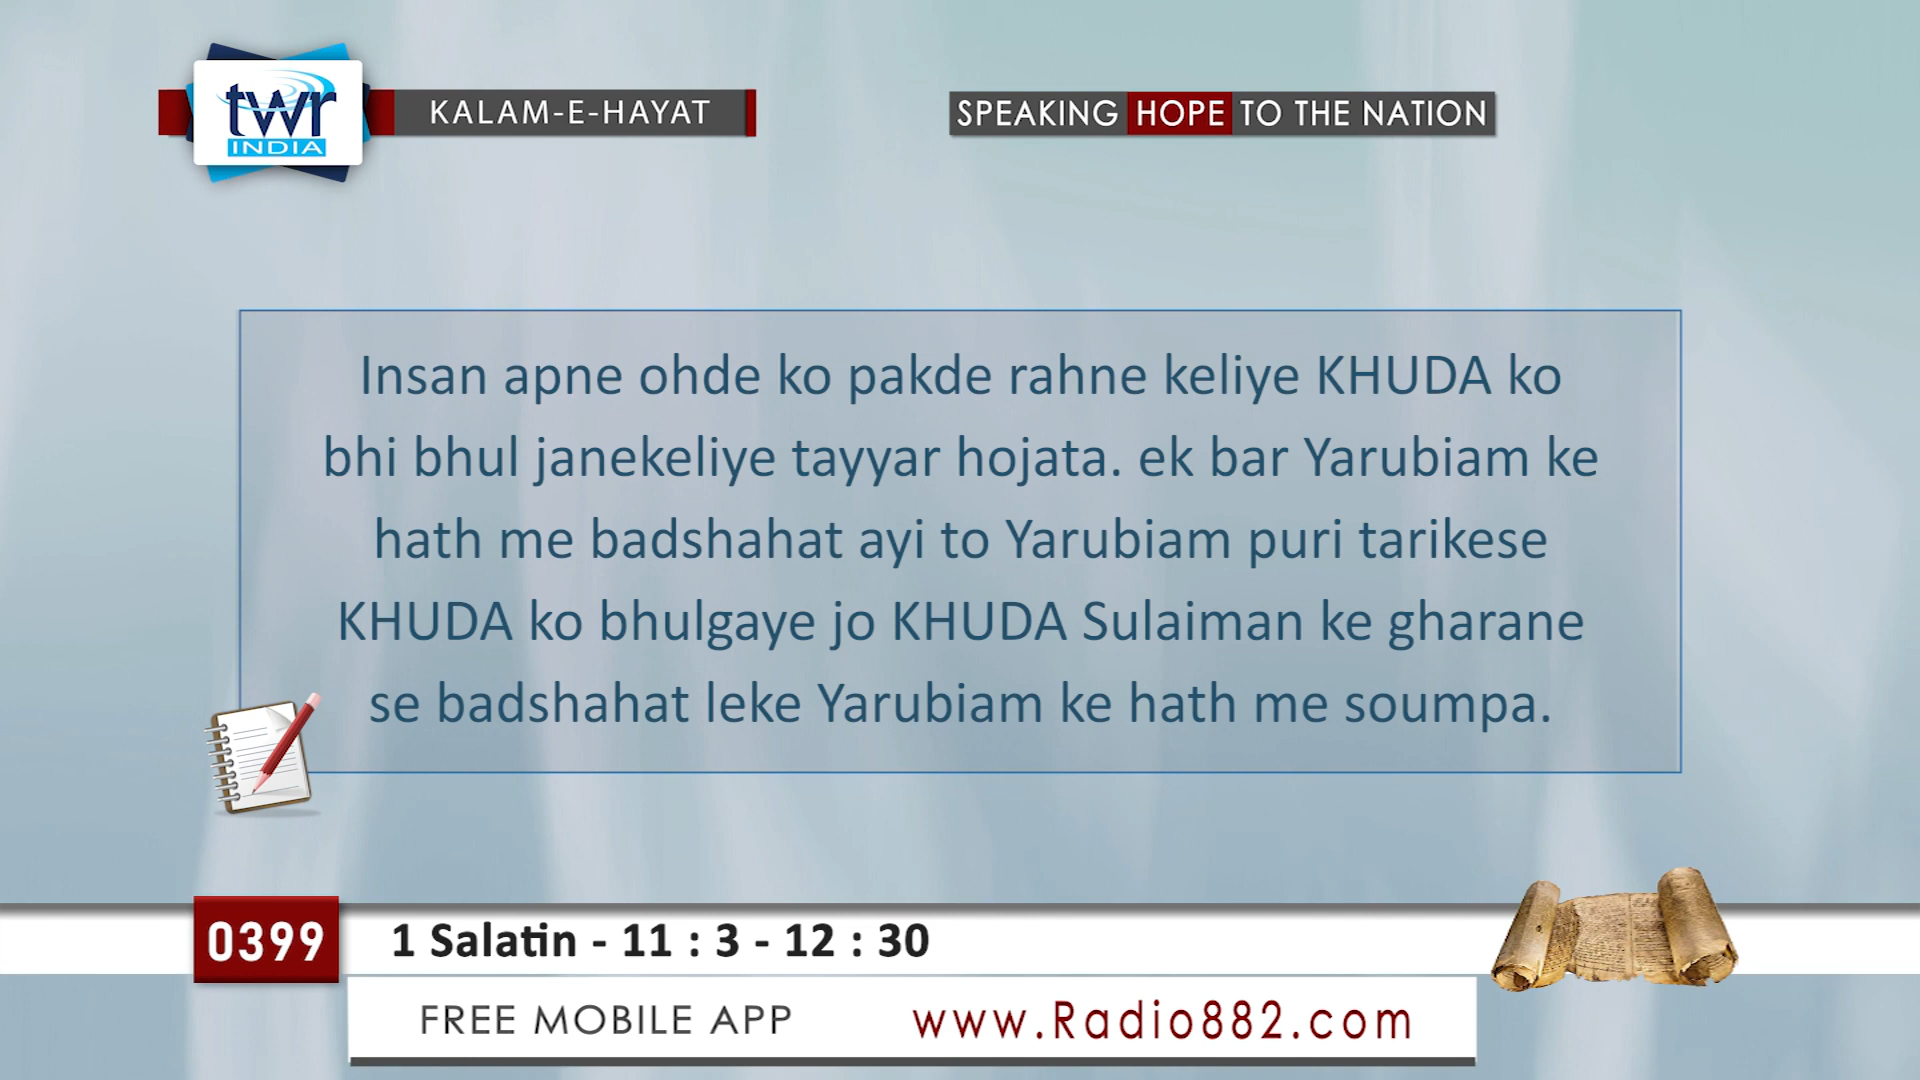 twr
INDIA
KALAM-E-HAYAT
SPEAKING HOPE TO THE NATION
Insan apne ohde ko pakde rahne keliye KHUDA ko
bhi bhul janekeliye tayyar hojata. ek bar Yarubiam ke
hath me badshahat ayi to Yarubiam puri tarikese
KHUDA ko bhulgaye jo KHUDA Sulaiman ke gharane
se badshahat leke Yarubiam ke hath me soumpa.
0399
1 Salatin - 11 : 3 - 12 : 30
FREE MOBILE APP
www.Radio882.com